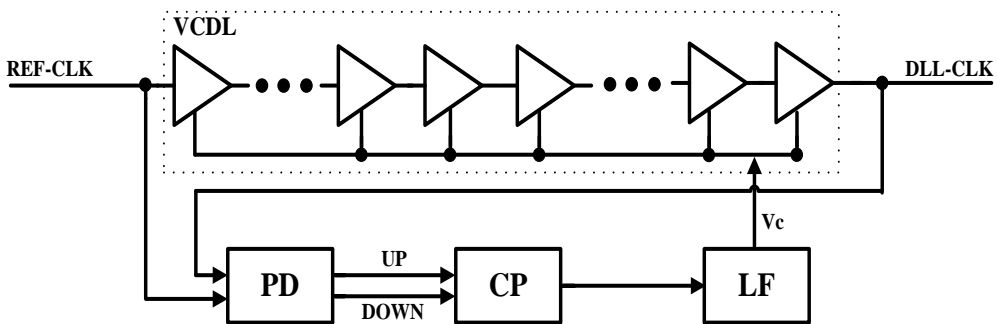 VCDL
REF-CLK
DLL-CLK
Vc
UP
PD
CP
LF
DOWN